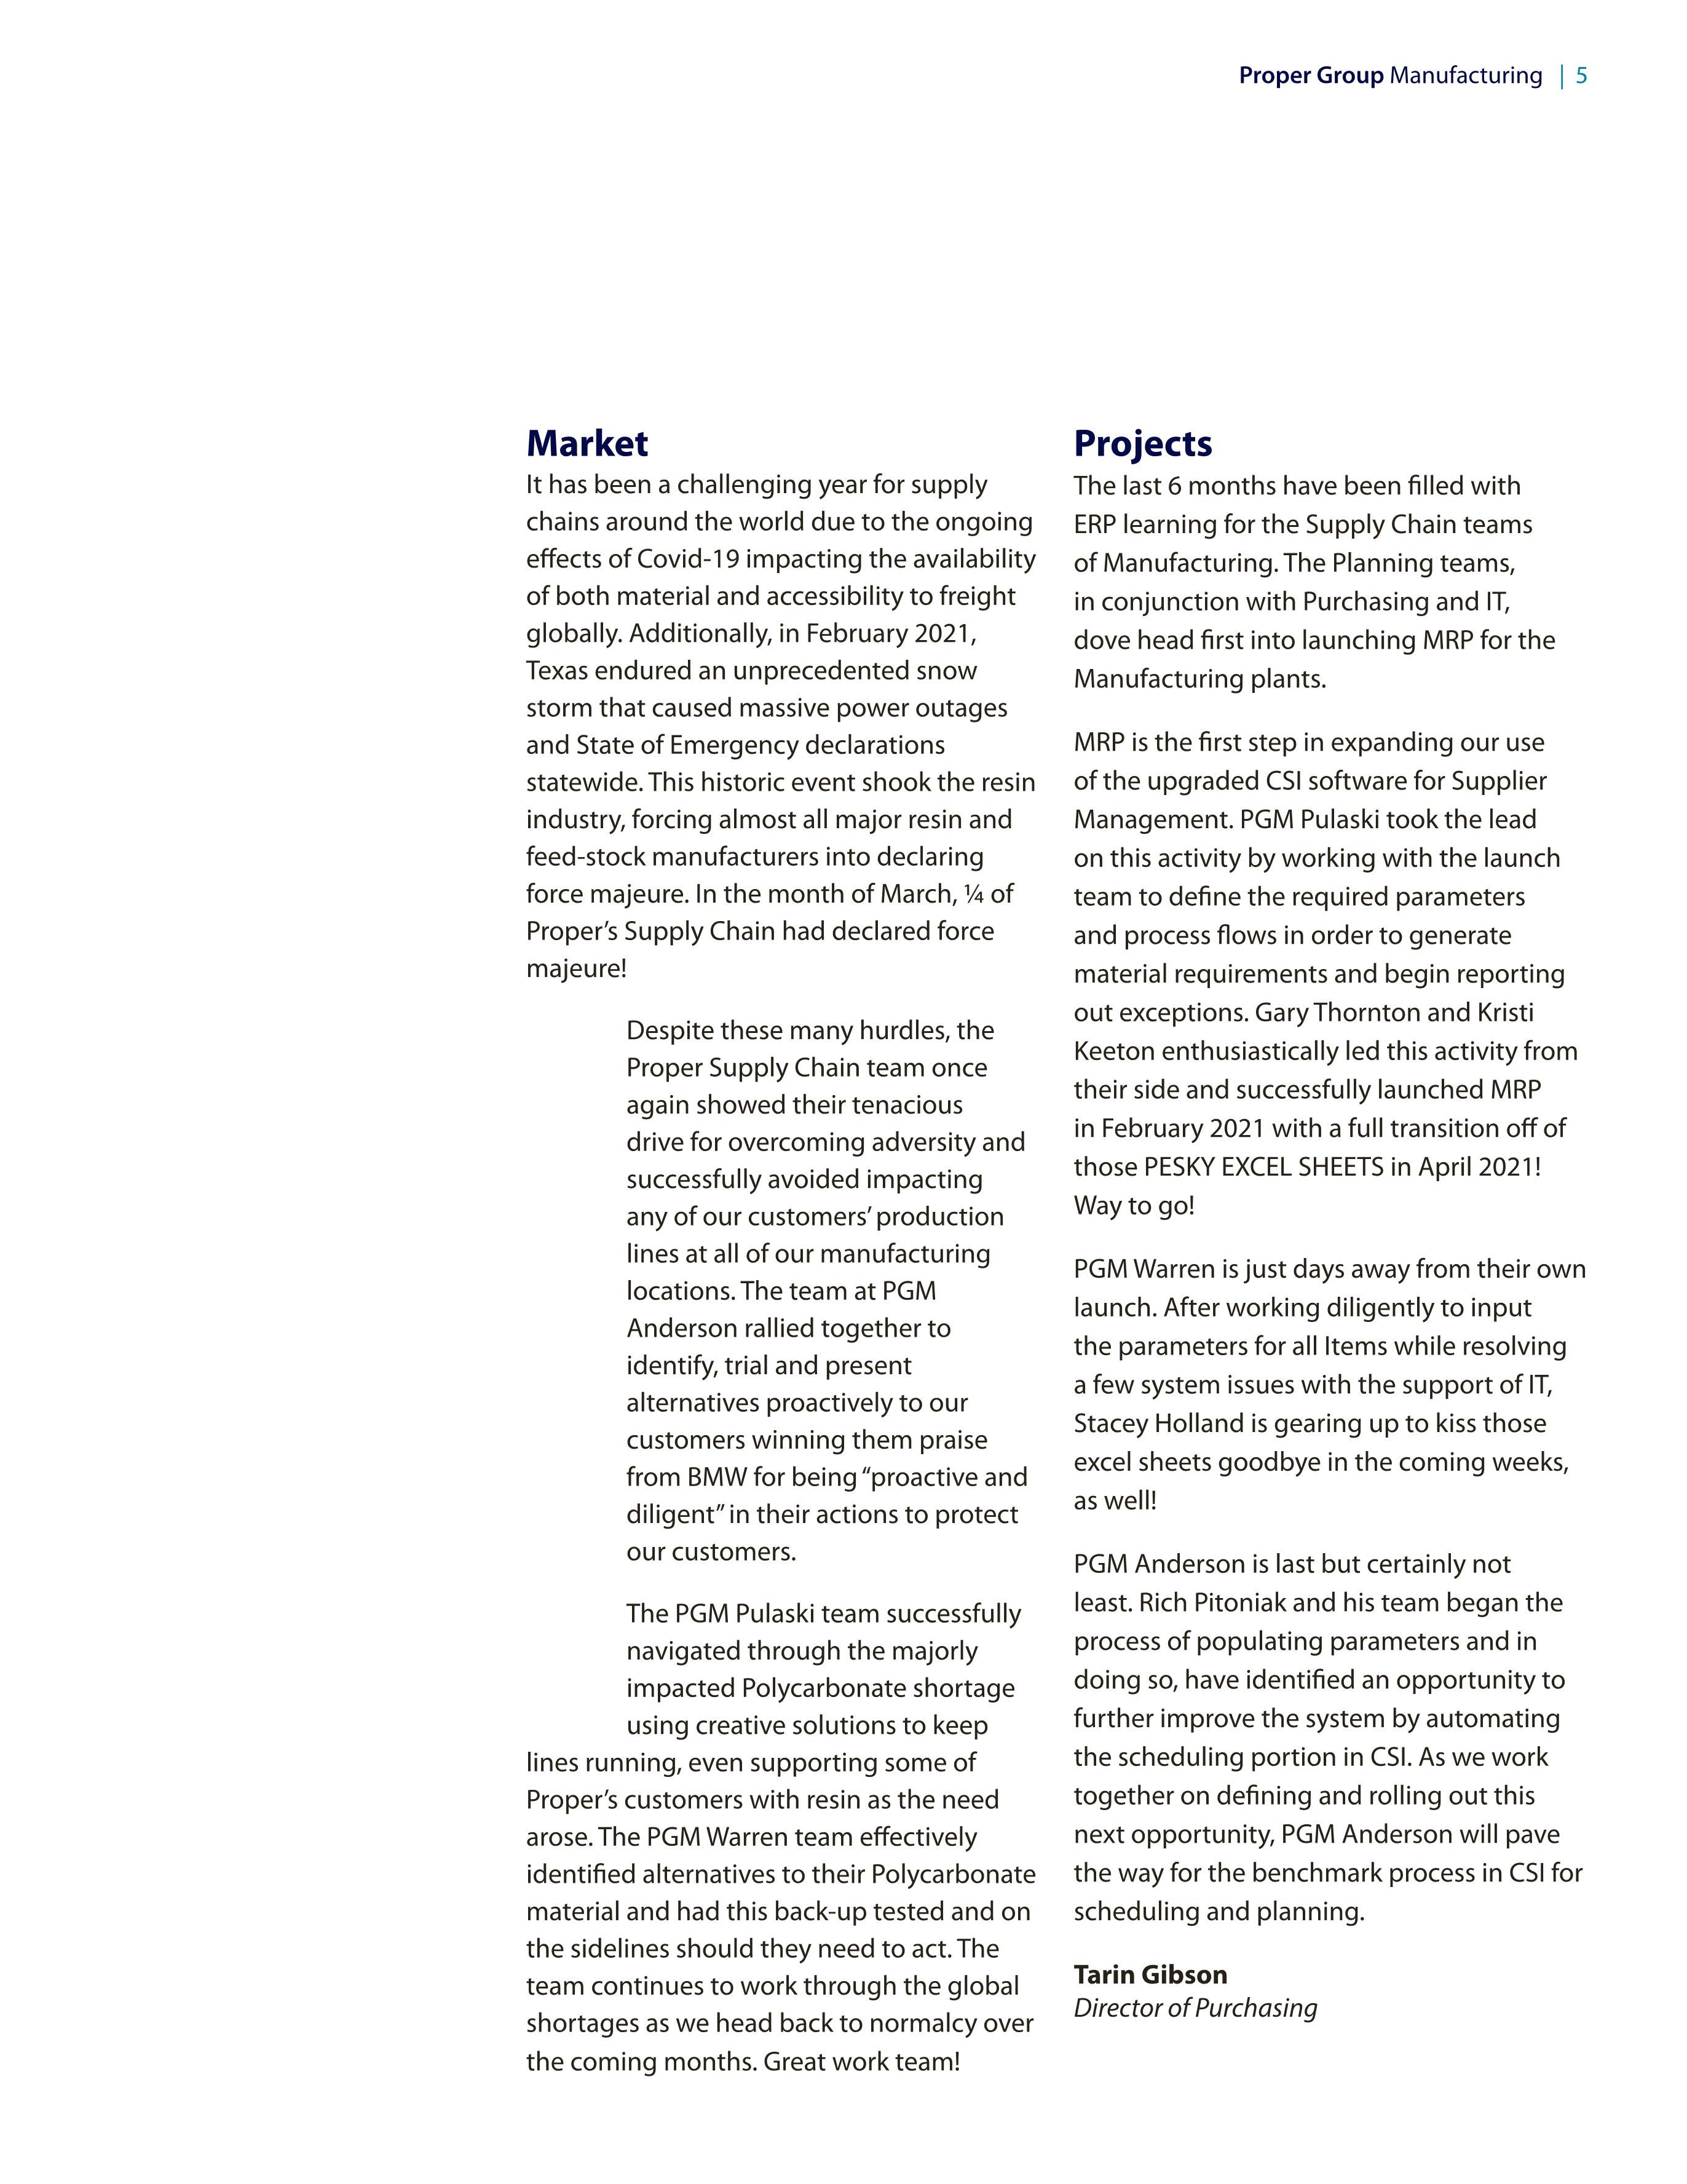 Proper Group Manufacturing | 5
Market
It has been a challenging year for supply
chains around the world due to the ongoing
effects of Covid-19 impacting the availability
of both material and accessibility to freight
globally. Additionally, in February 2021,
Texas endured an unprecedented snow
storm that caused massive power outages
and State of Emergency declarations
statewide. This historic event shook the resin
industry, forcing almost all major resin and
feed-stock manufacturers into declaring
force majeure. In the month of March, ¼ of
Proper’s Supply Chain had declared force
majeure!
Despite these many hurdles, the
Proper Supply Chain team once
again showed their tenacious
drive for overcoming adversity and
successfully avoided impacting
any of our customers’ production
lines at all of our manufacturing
locations. The team at PGM
Anderson rallied together to
identify, trial and present
alternatives proactively to our
customers winning them praise
from BMW for being “proactive and
diligent” in their actions to protect
our customers.
The PGM Pulaski team successfully
navigated through the majorly
impacted Polycarbonate shortage
using creative solutions to keep
lines running, even supporting some of
Proper’s customers with resin as the need
arose. The PGM Warren team effectively
identified alternatives to their Polycarbonate
material and had this back-up tested and on
the sidelines should they need to act. The
team continues to work through the global
shortages as we head back to normalcy over
the coming months. Great work team!
Projects
The last 6 months have been filled with
ERP learning for the Supply Chain teams
of Manufacturing. The Planning teams,
in conjunction with Purchasing and IT,
dove head first into launching MRP for the
Manufacturing plants.
MRP is the first step in expanding our use
of the upgraded CSI software for Supplier
Management. PGM Pulaski took the lead
on this activity by working with the launch
team to define the required parameters
and process flows in order to generate
material requirements and begin reporting
out exceptions. Gary Thornton and Kristi
Keeton enthusiastically led this activity from
their side and successfully launched MRP
in February 2021 with a full transition off of
those PESKY EXCEL SHEETS in April 2021!
Way to go!
PGM Warren is just days away from their own
launch. After working diligently to input
the parameters for all Items while resolving
a few system issues with the support of IT,
Stacey Holland is gearing up to kiss those
excel sheets goodbye in the coming weeks,
as well!
PGM Anderson is last but certainly not
least. Rich Pitoniak and his team began the
process of populating parameters and in
doing so, have identified an opportunity to
further improve the system by automating
the scheduling portion in CSI. As we work
together on defining and rolling out this
next opportunity, PGM Anderson will pave
the way for the benchmark process in CSI for
scheduling and planning.
Tarin Gibson
Director of Purchasing